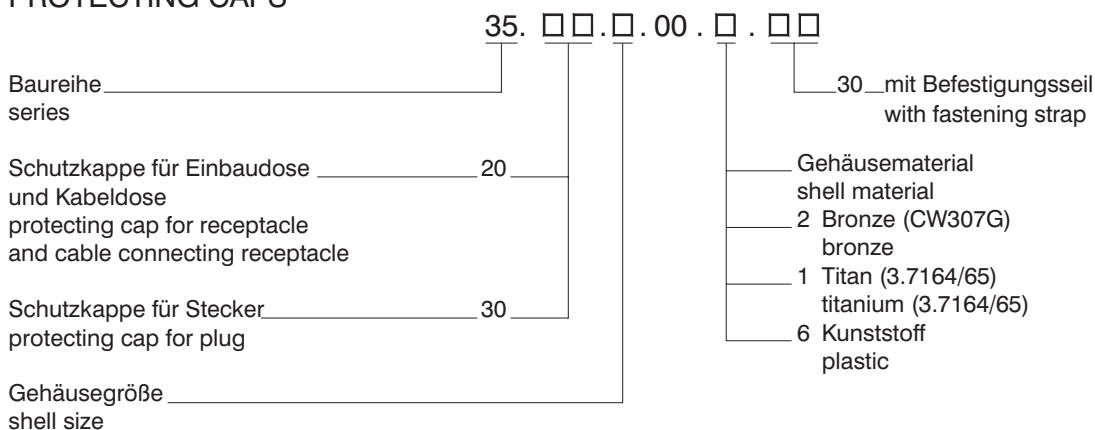 PROTECTING CAPS
35. □□.□.00.□.□□
Baureihe
series
30 mit Befestigungsseil
with fastening strap
Schutzkappe für Einbaudose 20
und Kabeldose
protecting cap for receptacle
and cable connecting receptacle
Schutzkappe für Stecker 30
protecting cap for plug
Gehäusegröße
shell size
Gehäusematerial
shell material
2 Bronze (CW307G)
bronze
1 Titan (3.7164/65)
titanium (3.7164/65)
6 Kunststoff
plastic